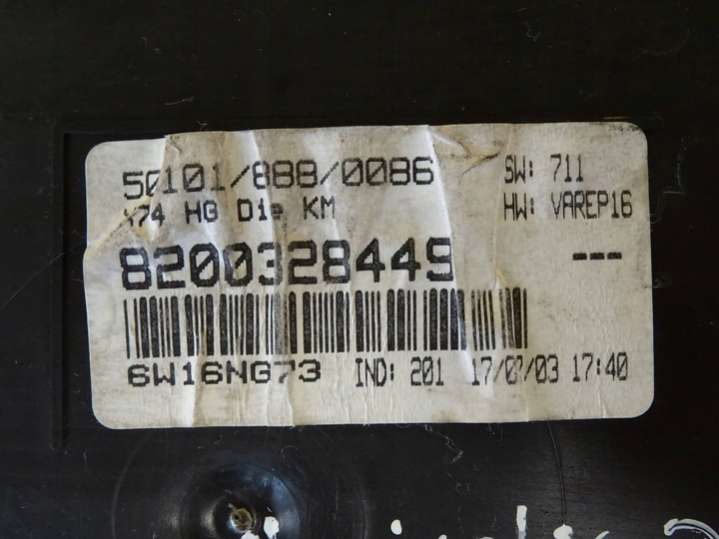 50101/888/0086
X74 HG Die KM
SW: 711
HW: VAREP16
8200328449
---
6W16NG73 IND: 201 17/07/03 17:40